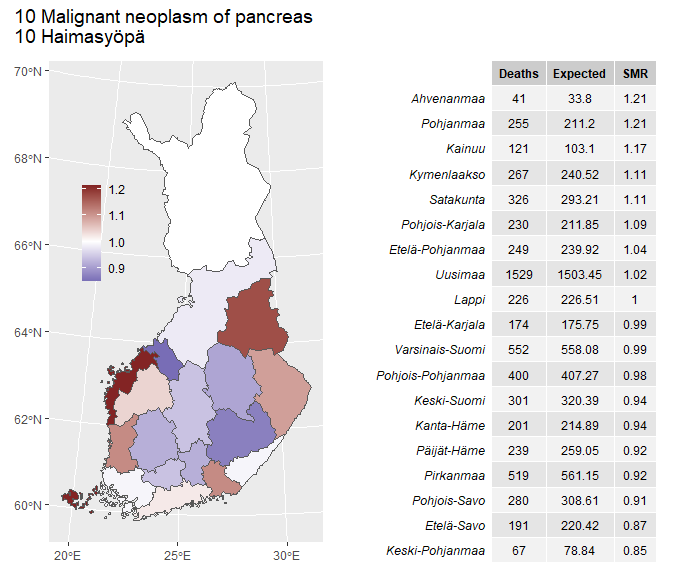 10 Malignant neoplasm of pancreas
10 Haimasyöpä
70°N
68°N
66°N
64°N
62°N
60°N
20°E 25°E 30°E
1.2
1.1
1.0
0.9
Deaths Expected SMR
Ahvenanmaa 41 33.8 1.21
Pohjanmaa 255 211.2 1.21
Kainuu 121 103.1 1.17
Kymenlaakso 267 240.52 1.11
Satakunta 326 293.21 1.11
Pohjois-Karjala 230 211.85 1.09
Etelä-Pohjanmaa 249 239.92 1.04
Uusimaa 1529 1503.45 1.02
Lappi 226 226.51 1
Etelä-Karjala 174 175.75 0.99
Varsinais-Suomi 552 558.08 0.99
Pohjois-Pohjanmaa 400 407.27 0.98
Keski-Suomi 301 320.39 0.94
Kanta-Häme 201 214.89 0.94
Päijät-Häme 239 259.05 0.92
Pirkanmaa 519 561.15 0.92
Pohjois-Savo 280 308.61 0.91
Etelä-Savo 191 220.42 0.87
Keski-Pohjanmaa 67 78.84 0.85